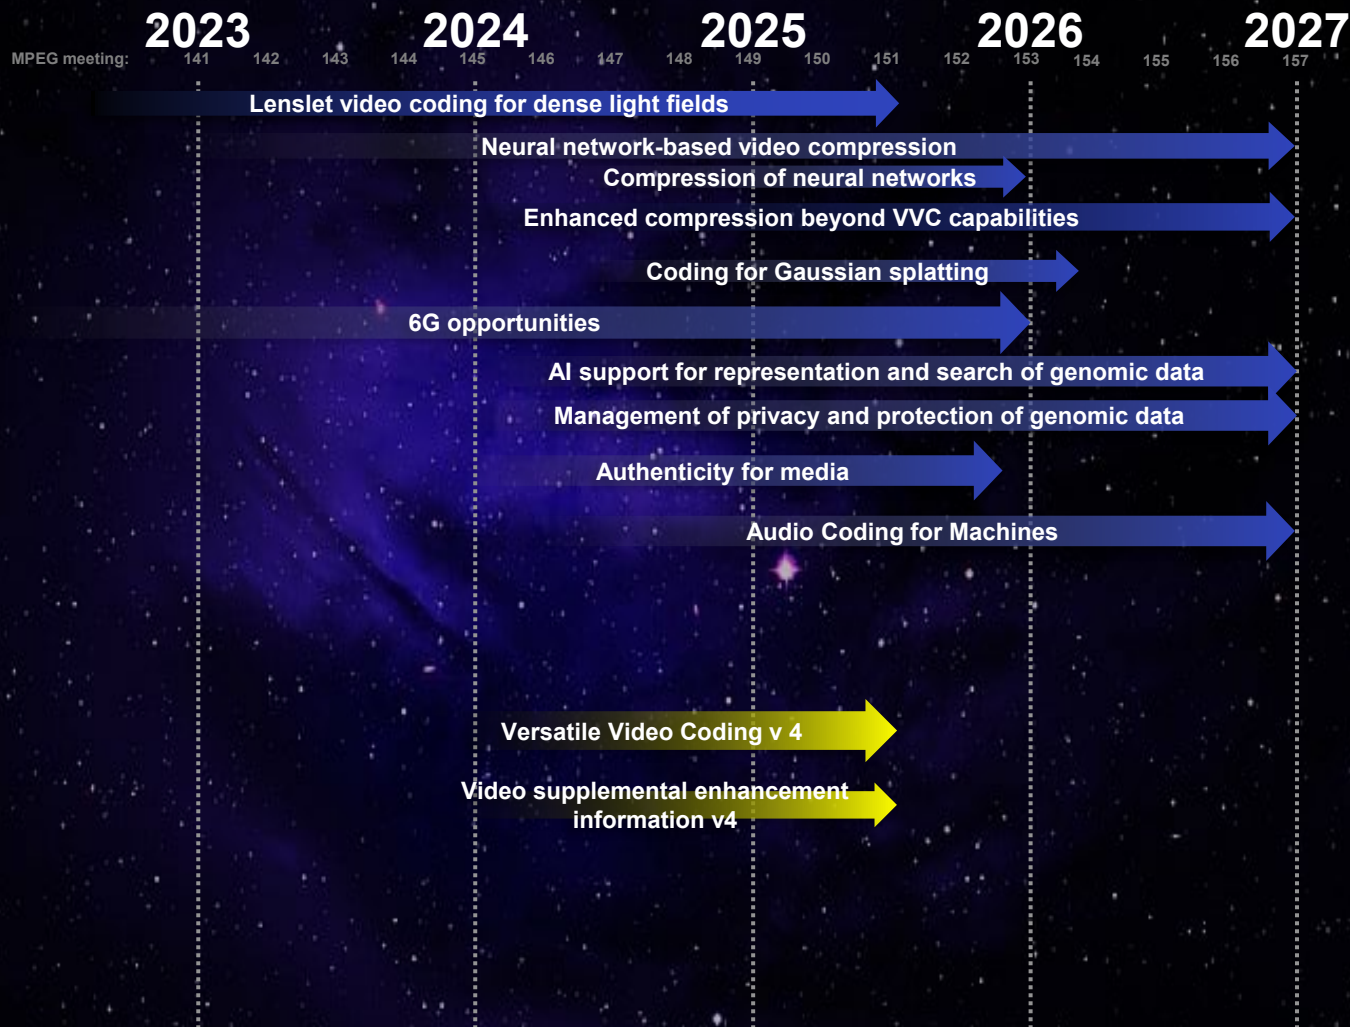 2023 2024 2025 2026 2027
MPEG meeting: 141 142 143 144 145 146 147 148 149 150 151 152 153 154 155 156 157
Lenslet video coding for dense light fields
Neural network-based video compression
Compression of neural networks
Enhanced compression beyond VVC capabilities
Coding for Gaussian splatting
6G opportunities
AI support for representation and search of genomic data
Management of privacy and protection of genomic data
Authenticity for media
Audio Coding for Machines
Versatile Video Coding v 4
Video supplemental enhancement
information v4